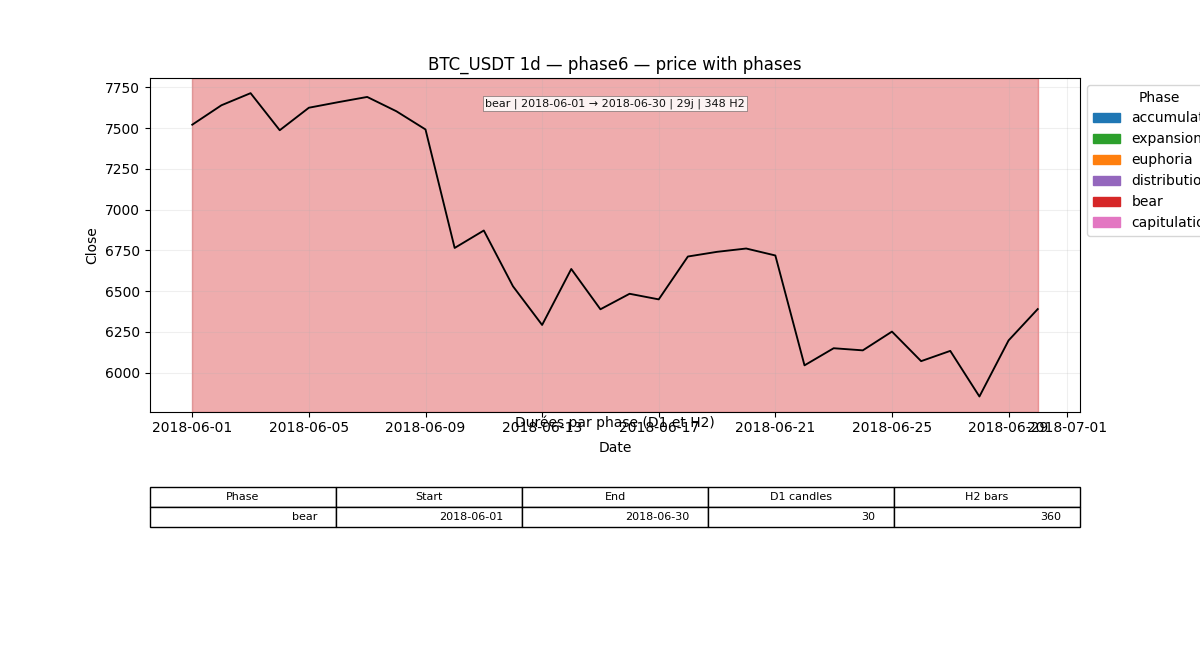 BTC_USDT 1d — phase6 — price with phases
7750
7500
7250
7000
6750
6500
6250
6000
Close
bear | 2018-06-01 → 2018-06-30 | 29j | 348 H2
Phase
accumulat
expansion
euphoria
distributio
bear
capitulatio
2018-06-01 2018-06-05 2018-06-09 2018-06-13 2018-06-17 2018-06-21 2018-06-25 2018-06-29 2018-07-01
Durées par phase (D1 et H2)
Date
Phase Start End D1 candles H2 bars
bear 2018-06-01 2018-06-30 30 360